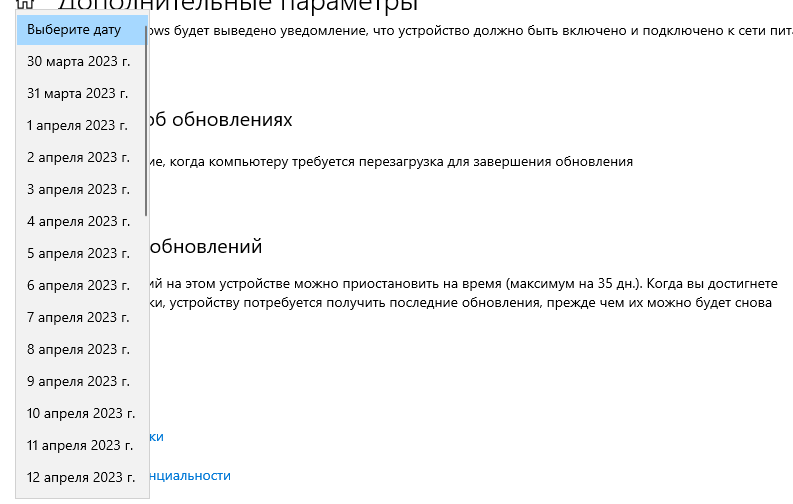 Дополнительные параметры
Выберите дату
ows будет выведено уведомление, что устройство должно быть включено и подключено к сети пит
30 марта 2023 г.
31 марта 2023 г.
1 апреля 2023 г.
об обновлениях
2 апреля 2023 г.
ие, когда компьютеру требуется перезагрузка для завершения обновления
3 апреля 2023 г.
4 апреля 2023 г.
5 апреля 2023 г.
обновлений
6 апреля 2023 г.
ий на этом устройстве можно приостановить на время (максимум на 35 дн.). Когда вы достигнете
ки, устройству потребуется получить последние обновления, прежде чем их можно будет снова
7 апреля 2023 г.
8 апреля 2023 г.
9 апреля 2023 г.
10 апреля 2023 г.
11 апреля 2023 г.
ки
12 апреля 2023 г.
нциальности